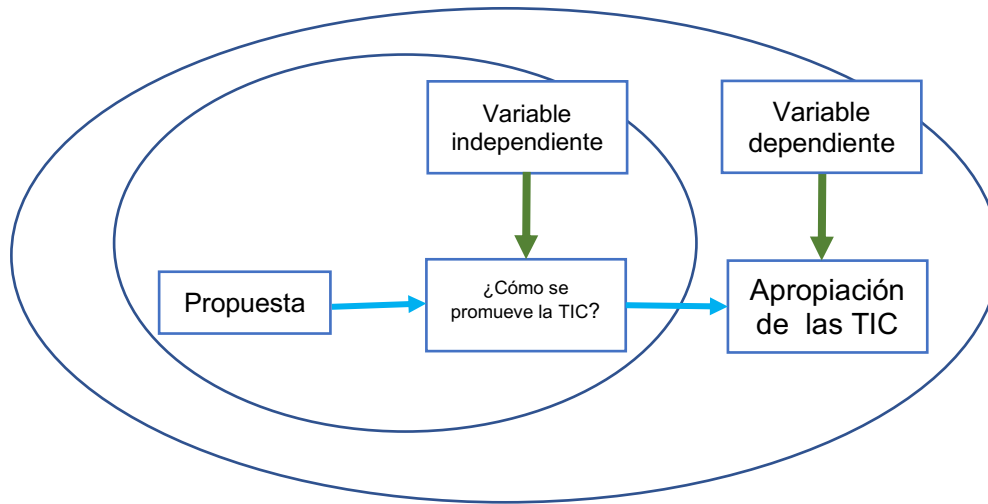 Variable
independiente
Variable
dependiente
Propuesta
¿Cómo se
promueve la TIC?
Apropiación
de las TIC